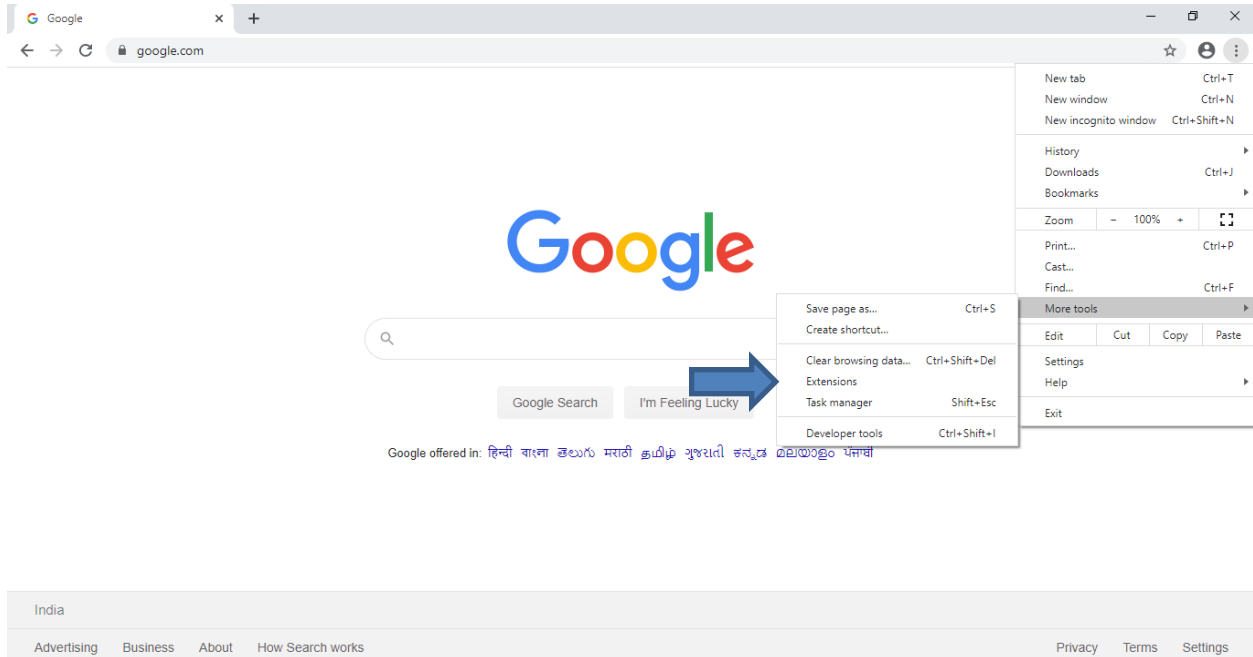 Google
google.com
New tab Ctrl+T
New window Ctrl+N
New incognito window Ctrl+Shift+N
History
Downloads Ctrl+J
Bookmarks
Zoom - 100% +
Print... Ctrl+P
Cast...
Find... Ctrl+F
More tools
Edit Cut Copy Paste
Settings
Help
Exit
Save page as... Ctrl+S
Create shortcut...
Clear browsing data... Ctrl+Shift+Del
Extensions
Task manager Shift+Esc
Developer tools Ctrl+Shift+I
Google
Google Search I'm Feeling Lucky
Google offered in: हिन्दी বাংলা తెలుగు मराठी தமிழ் ગુજરાતી ಕನ್ನಡ മലയാളം ਪੰਜਾਬੀ
India
Advertising Business About How Search works Privacy Terms Settings